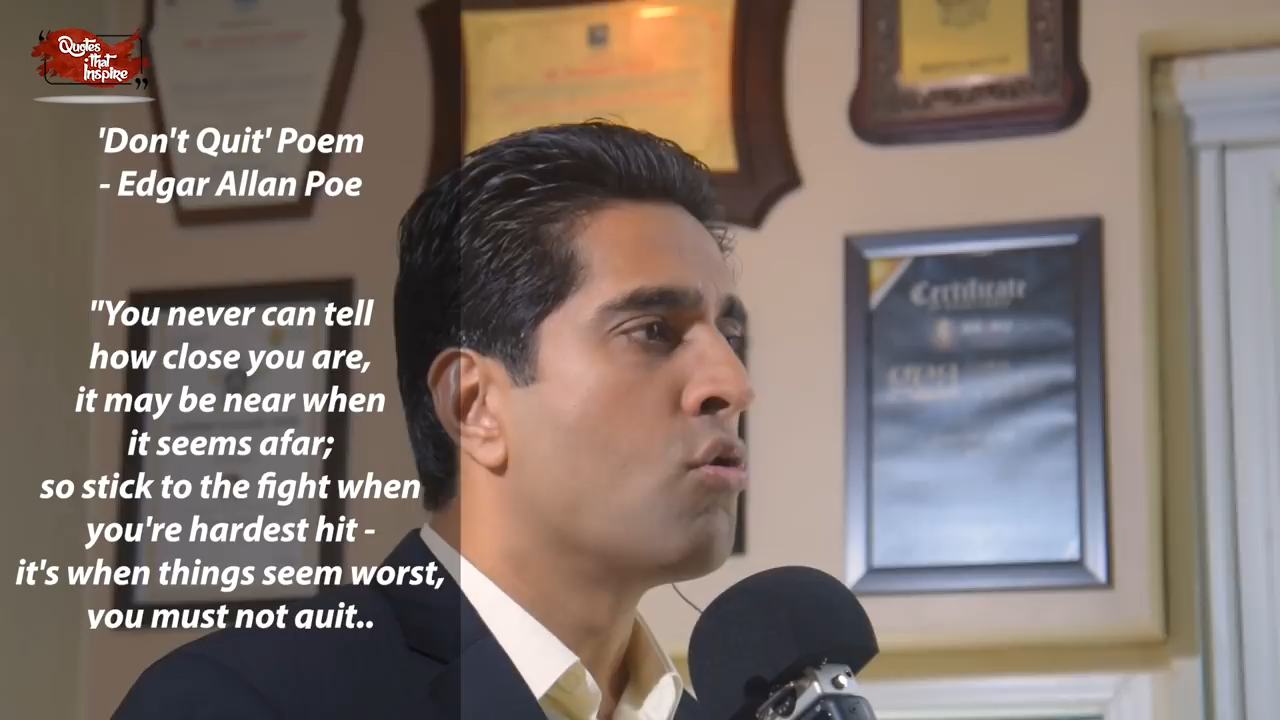 Quotes
that
Inspire
'Don't Quit' Poem
- Edgar Allan Poe
"You never can tell
how close you are,
it may be near when
it seems afar;
so stick to the fight when
you're hardest hit -
it's when things seem worst,
you must not quit..
Certificate